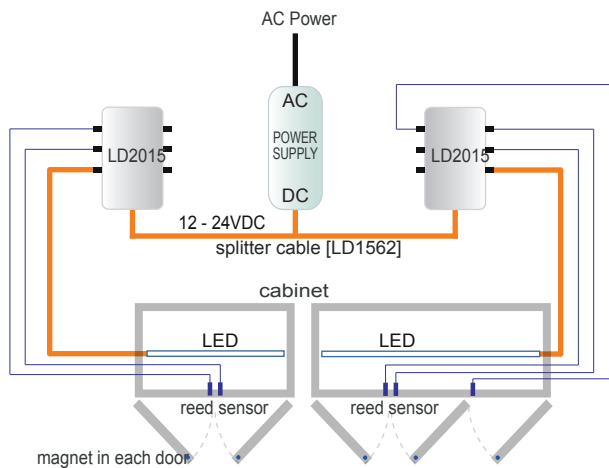 AC Power
AC
POWER
SUPPLY
DC
LD2015
LD2015
12 - 24VDC
splitter cable [LD1562]
cabinet
LED
LED
reed sensor
reed sensor
magnet in each door